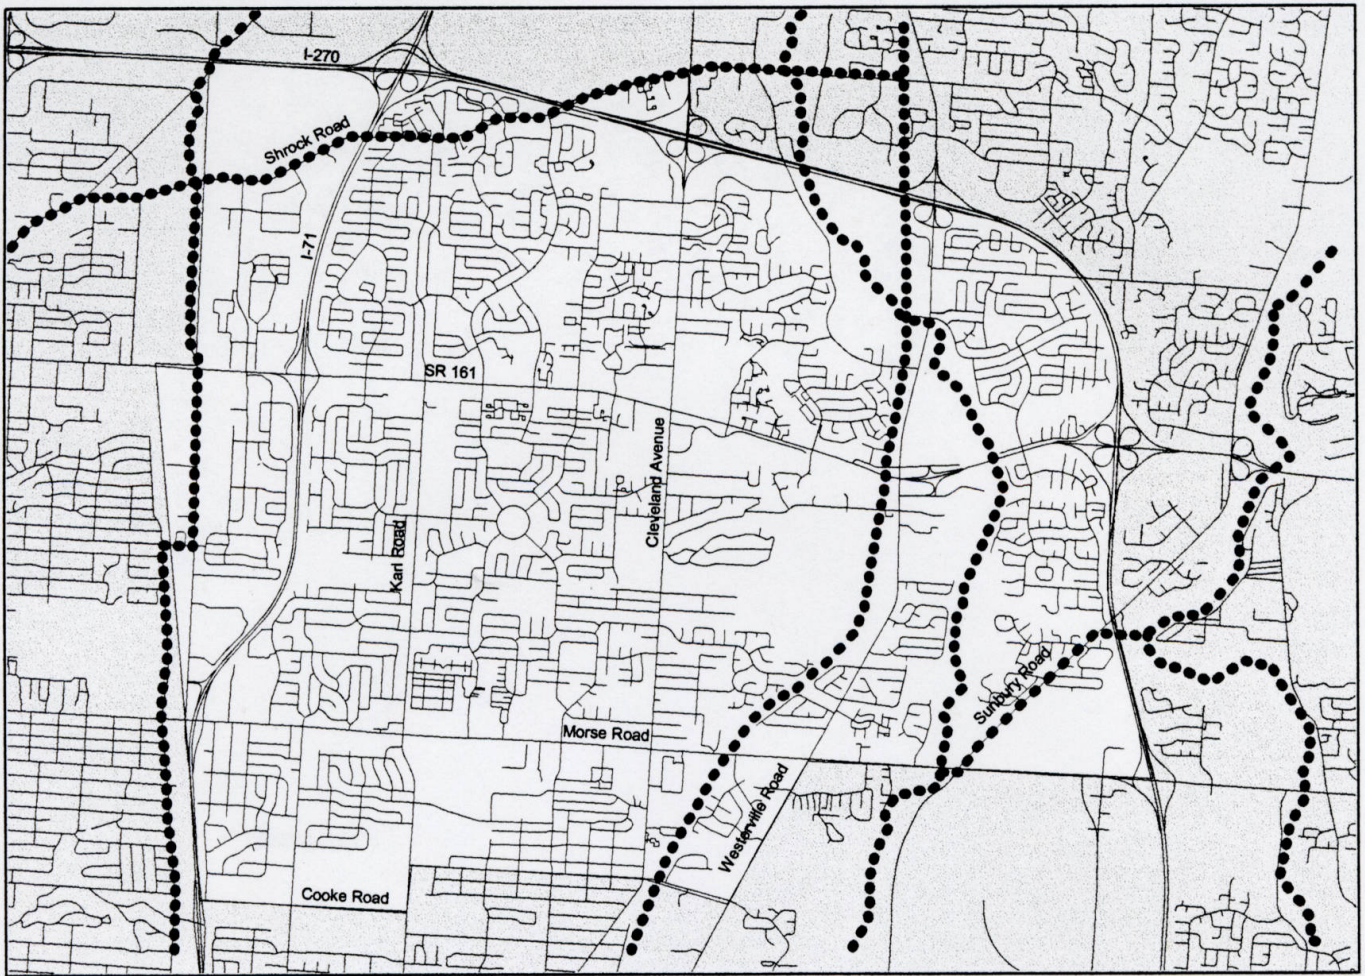 I-270
Shrock Road
I-71
SR 161
Cleveland Avenue
Karl Road
Sunbury Road
Morse Road
Westerville Road
Cooke Road